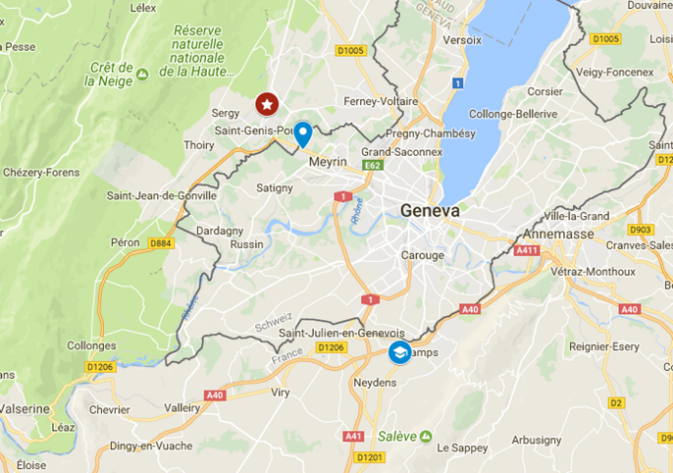 Lélex
Douvaine
GENEVA
Réserve
naturelle
nationale
de la Haute...
Versoix
D1005
D1005
Loisi
a Pesse
Crêt de
la Neige
Veigy-Foncenex
1
Corsier
Sergy
Ferney-Voltaire
Collonge-Bellerive
Saint-Genis-Pou
Pregny-Chambésy
Thoiry
Meyrin
Grand-Saconnex
E62
Saint
D12
Chézery-Forens
Satigny
Saint-Jean-de-Gonville
1
Rhône
Geneva
Ville-la-Grand
Dardagny
Annemasse
D903
Péron
D884
Russin
A411
Cranves-Sales
Carouge
Vétraz-Monthoux
Rhône
1
A40
A40
Schweiz
Saint-Julien-en-Genevois
Collonges
France
D1206
amps
Reignier-Esery
D1206
Neydens
Valserine
Chevrier
Valleiry
A40
Viry
D2
Léaz
A41
Salève
Arbusigny
Dingy-en-Vuache
Le Sappey
D1201
Éloise